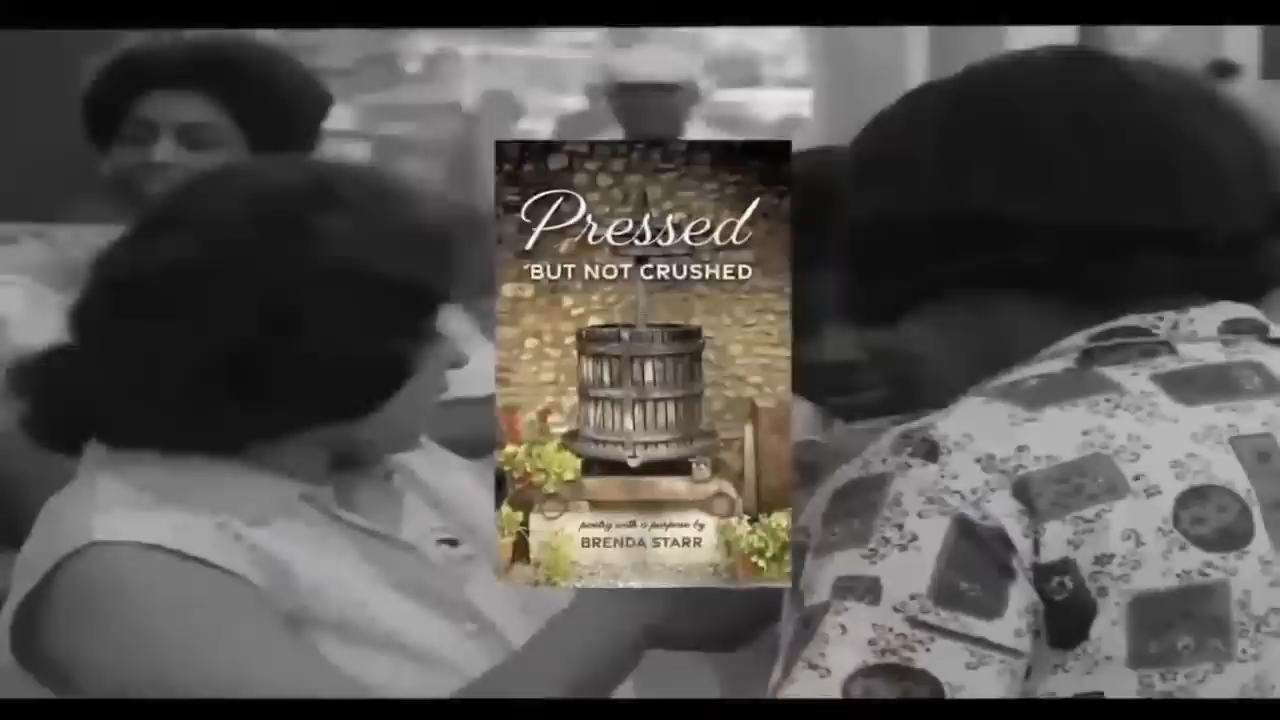 Pressed
'BUT NOT CRUSHED
poetry with a purpose by
BRENDA STARR